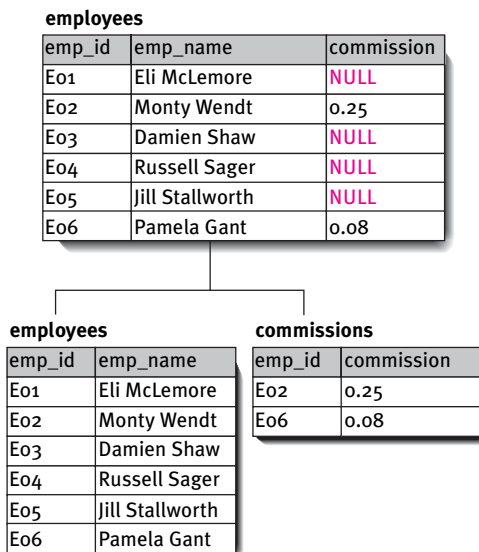 employees
emp_id emp_name commission
E01 Eli McLemore NULL
E02 Monty Wendt 0.25
E03 Damien Shaw NULL
E04 Russell Sager NULL
E05 Jill Stallworth NULL
E06 Pamela Gant 0.08
employees
emp_id emp_name
E01 Eli McLemore
E02 Monty Wendt
E03 Damien Shaw
E04 Russell Sager
E05 Jill Stallworth
E06 Pamela Gant
commissions
emp_id commission
E02 0.25
E06 0.08